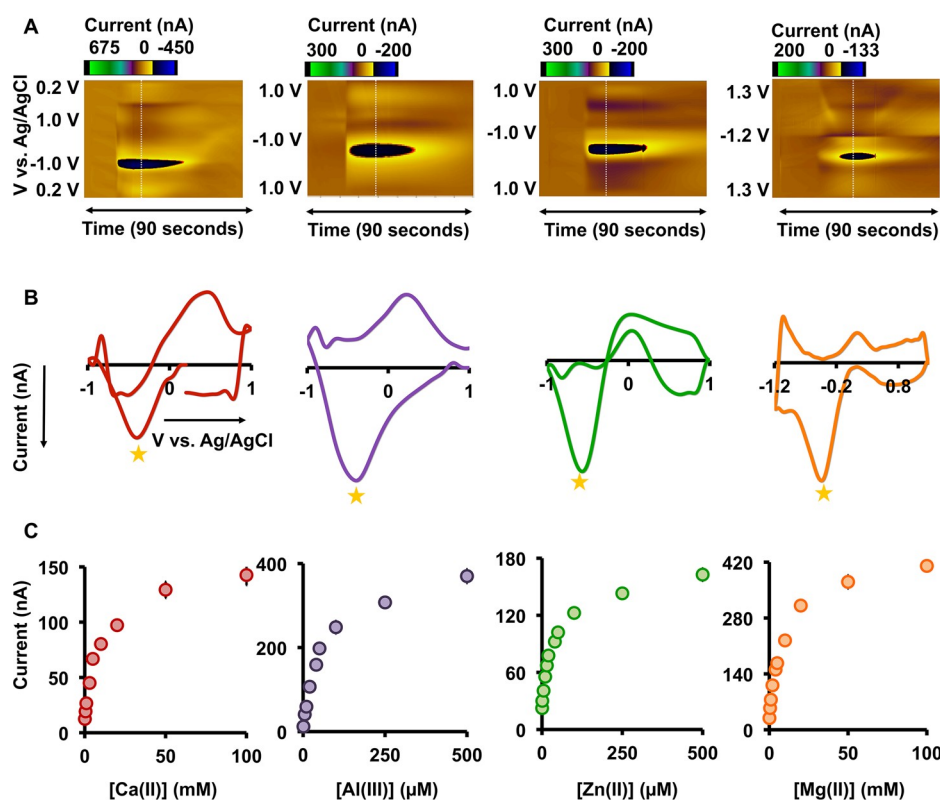 A
Current (nA)
675 0 -450
Current (nA)
300 0 -200
Current (nA)
300 0 -200
Current (nA)
200 0 -133
V vs. Ag/AgCl
0.2 V
1.0 V
-1.0 V
0.2 V
1.0 V
-1.0 V
1.0 V
1.0 V
-1.0 V
1.0 V
1.3 V
-1.2 V
1.3 V
Time (90 seconds)
Time (90 seconds)
Time (90 seconds)
Time (90 seconds)
B
Current (nA)
-1 0 1
V vs. Ag/AgCl
-1 0 1
-1 0 1
-1.2 -0.2 0.8
C
Current (nA)
150
100
50
0
0 50 100
[Ca(II)] (mM)
400
200
0
0 250 500
[Al(III)] (µM)
180
120
60
0
0 250 500
[Zn(II)] (µM)
420
280
140
0
0 50 100
[Mg(II)] (mM)